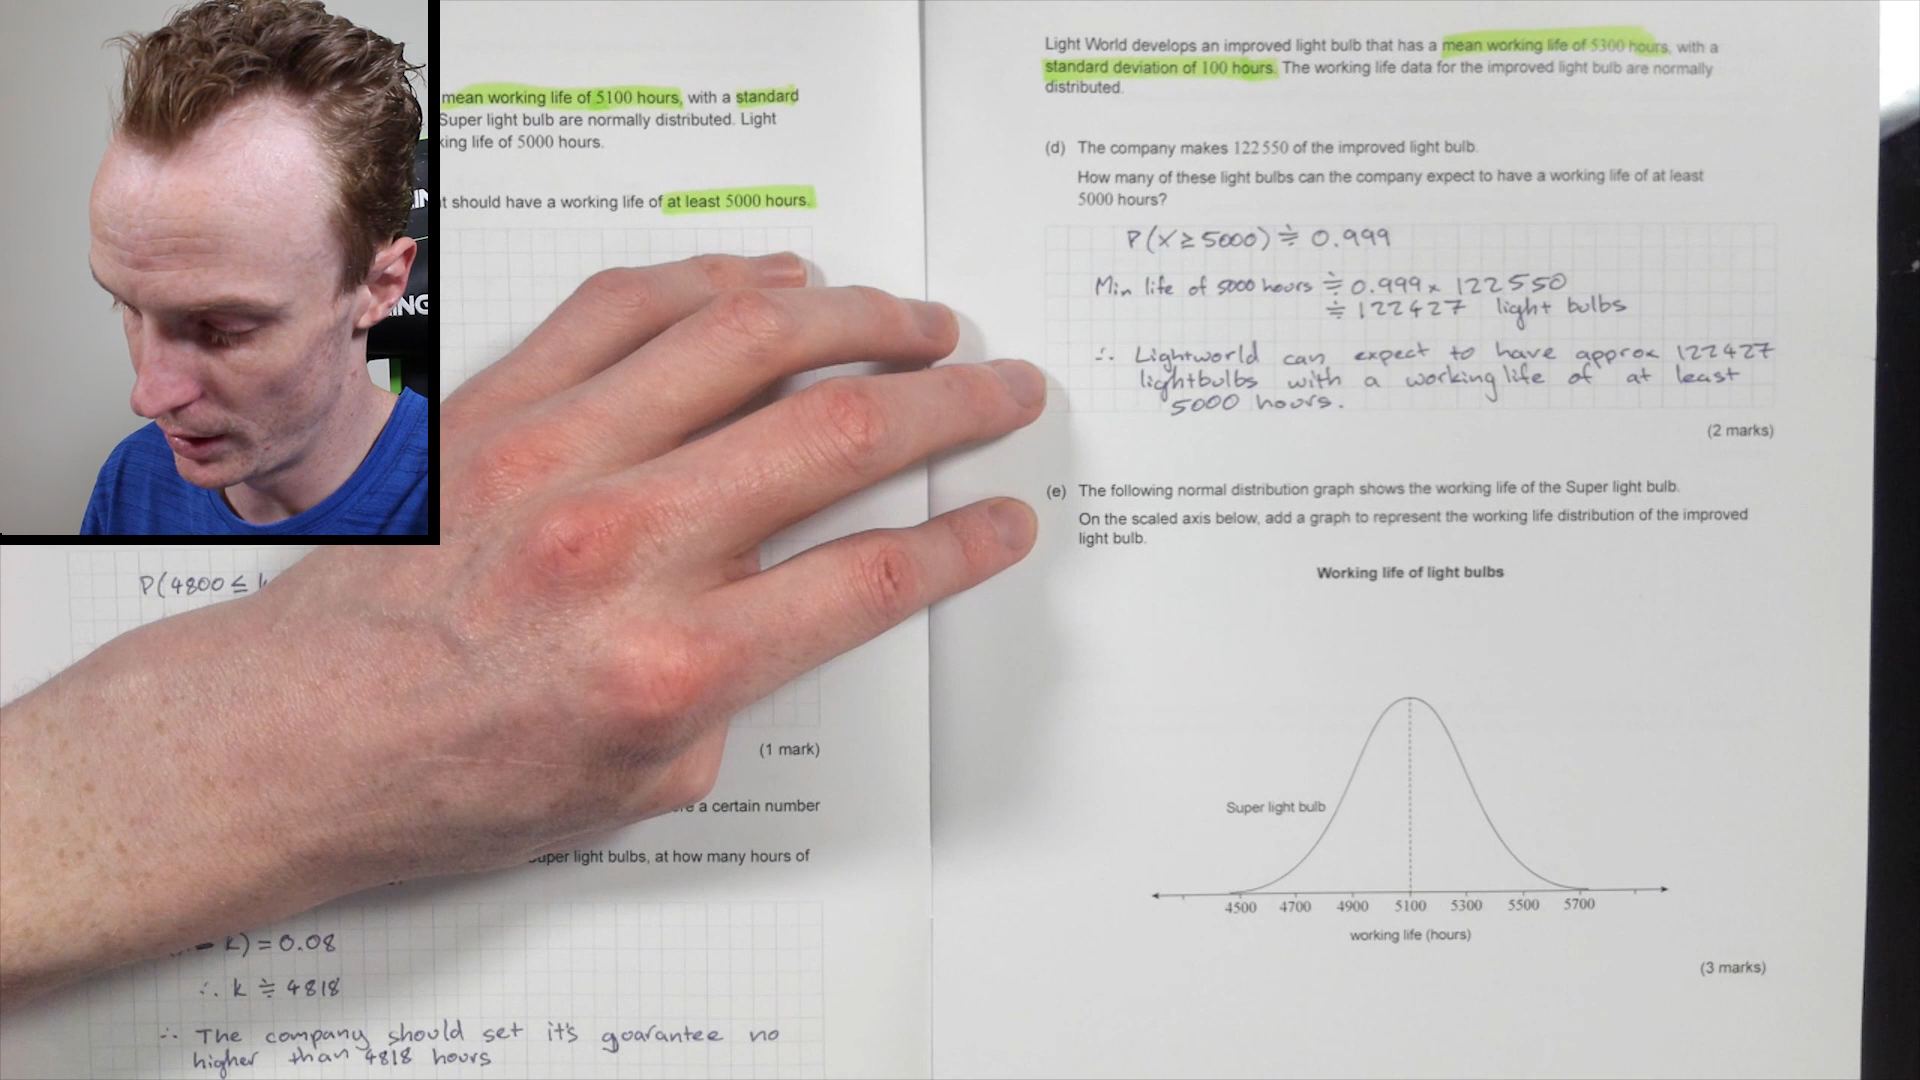 mean working life of 5100 hours, with a standard
Super light bulb are normally distributed. Light
king life of 5000 hours.
t should have a working life of at least 5000 hours.
P(4800 ≤
(1 mark)
a certain number
uper light bulbs, at how many hours of
k) = 0.08
∴ k ≑ 4818
∴ The company should set it's guarantee no
higher than 4818 hours
Light World develops an improved light bulb that has a mean working life of 5300 hours, with a
standard deviation of 100 hours. The working life data for the improved light bulb are normally
distributed.
(d) The company makes 122 550 of the improved light bulb.
How many of these light bulbs can the company expect to have a working life of at least
5000 hours?
P(X ≥ 5000) ≑ 0.999
Min life of 5000 hours ≑ 0.999 × 122550
≑ 122427 light bulbs
∴ Lightworld can expect to have approx 122427
lightbulbs with a working life of at least
5000 hours.
(2 marks)
(e) The following normal distribution graph shows the working life of the Super light bulb.
On the scaled axis below, add a graph to represent the working life distribution of the improved
light bulb.
Working life of light bulbs
Super light bulb
4500 4700 4900 5100 5300 5500 5700
working life (hours)
(3 marks)